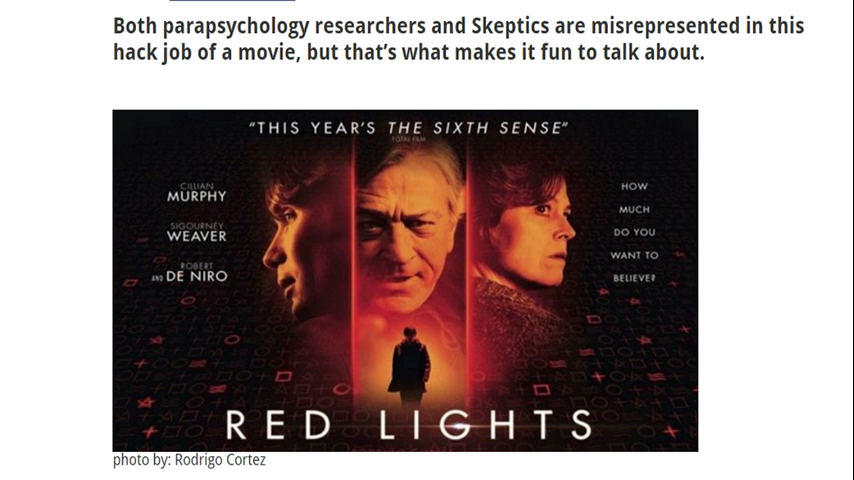 Both parapsychology researchers and Skeptics are misrepresented in this
hack job of a movie, but that's what makes it fun to talk about.
"THIS YEAR'S THE SIXTH SENSE"
TOTAL FILM
CILLIAN
MURPHY
SIGOURNEY
WEAVER
ROBERT
AND DE NIRO
HOW
MUCH
DO YOU
WANT TO
BELIEVE?
RED LIGHTS
photo by: Rodrigo Cortez